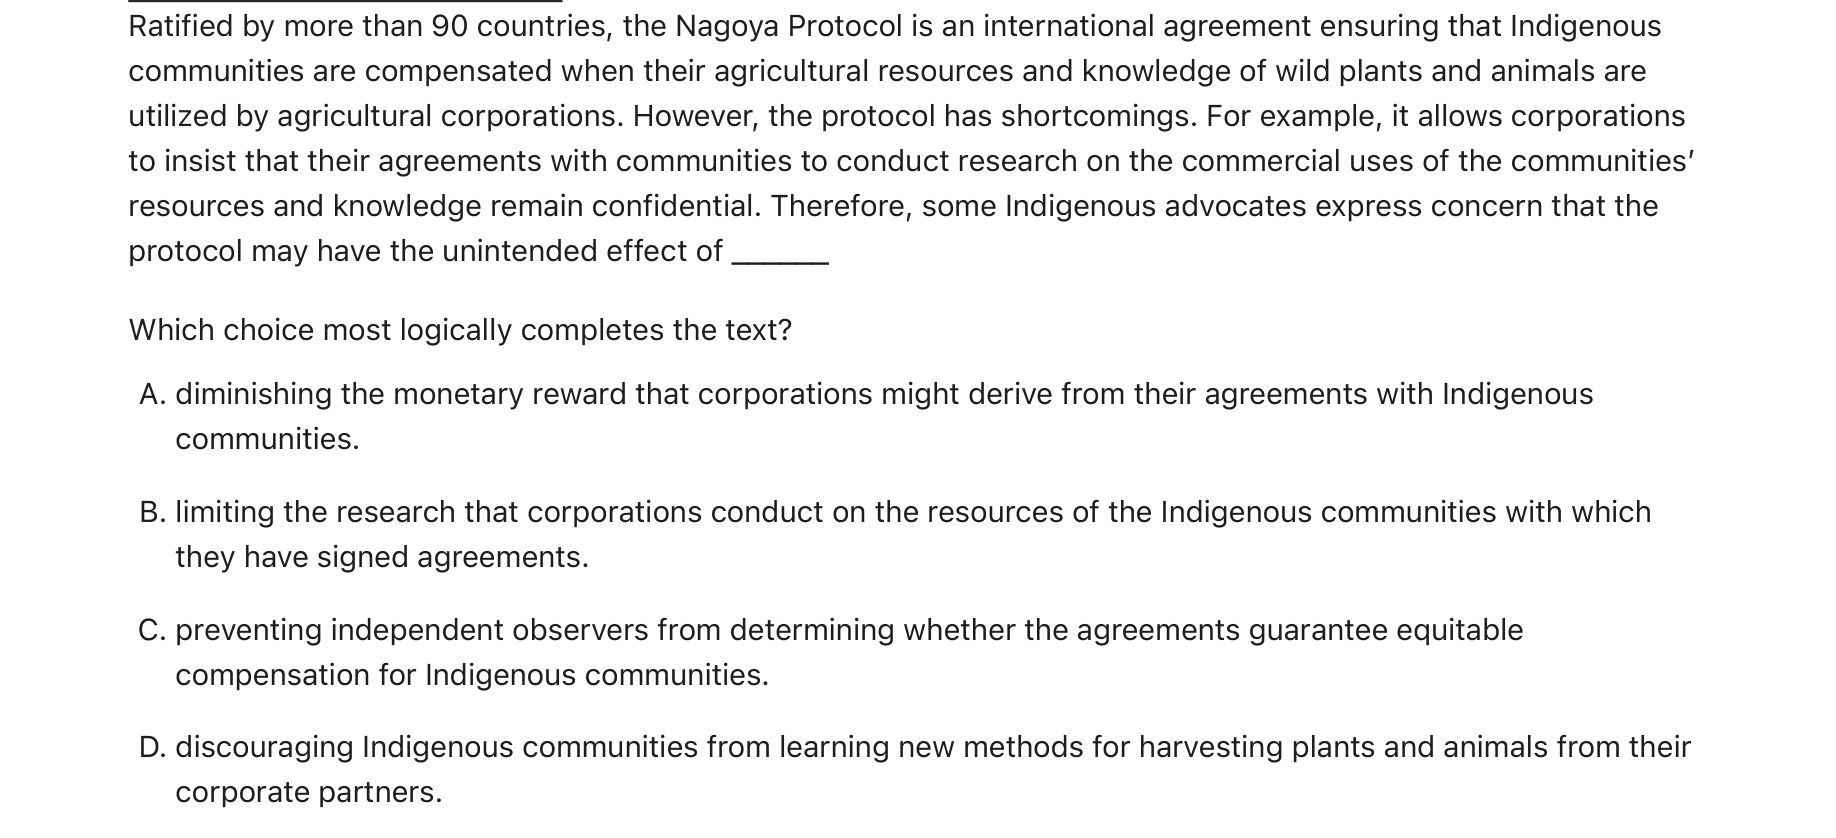 Ratified by more than 90 countries, the Nagoya Protocol is an international agreement ensuring that Indigenous
communities are compensated when their agricultural resources and knowledge of wild plants and animals are
utilized by agricultural corporations. However, the protocol has shortcomings. For example, it allows corporations
to insist that their agreements with communities to conduct research on the commercial uses of the communities’
resources and knowledge remain confidential. Therefore, some Indigenous advocates express concern that the
protocol may have the unintended effect of ______
Which choice most logically completes the text?
A. diminishing the monetary reward that corporations might derive from their agreements with Indigenous
communities.
B. limiting the research that corporations conduct on the resources of the Indigenous communities with which
they have signed agreements.
C. preventing independent observers from determining whether the agreements guarantee equitable
compensation for Indigenous communities.
D. discouraging Indigenous communities from learning new methods for harvesting plants and animals from their
corporate partners.